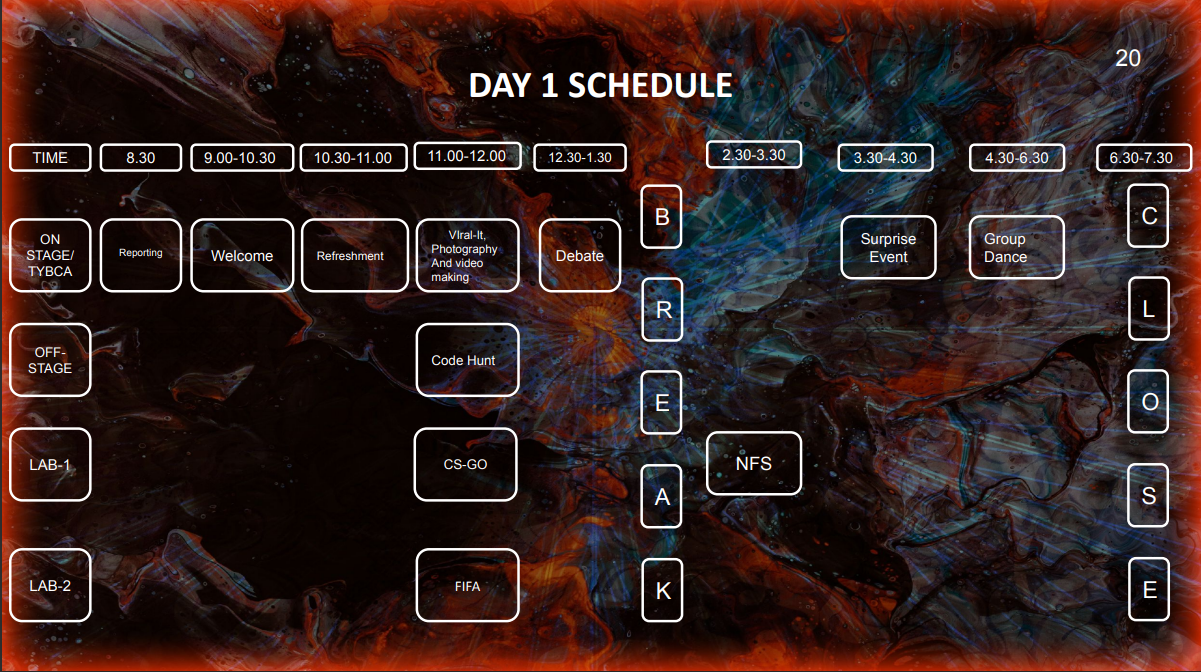 20
DAY 1 SCHEDULE
TIME
8.30
9.00-10.30
10.30-11.00
11.00-12.00
12.30-1.30
2.30-3.30
3.30-4.30
4.30-6.30
6.30-7.30
ON
STAGE/
TYBCA
Reporting
Welcome
Refreshment
VIral-It,
Photography
And video
making
Debate
Surprise
Event
Group
Dance
OFF-
STAGE
Code Hunt
LAB-1
CS-GO
NFS
LAB-2
FIFA
B
R
E
A
K
C
L
O
S
E